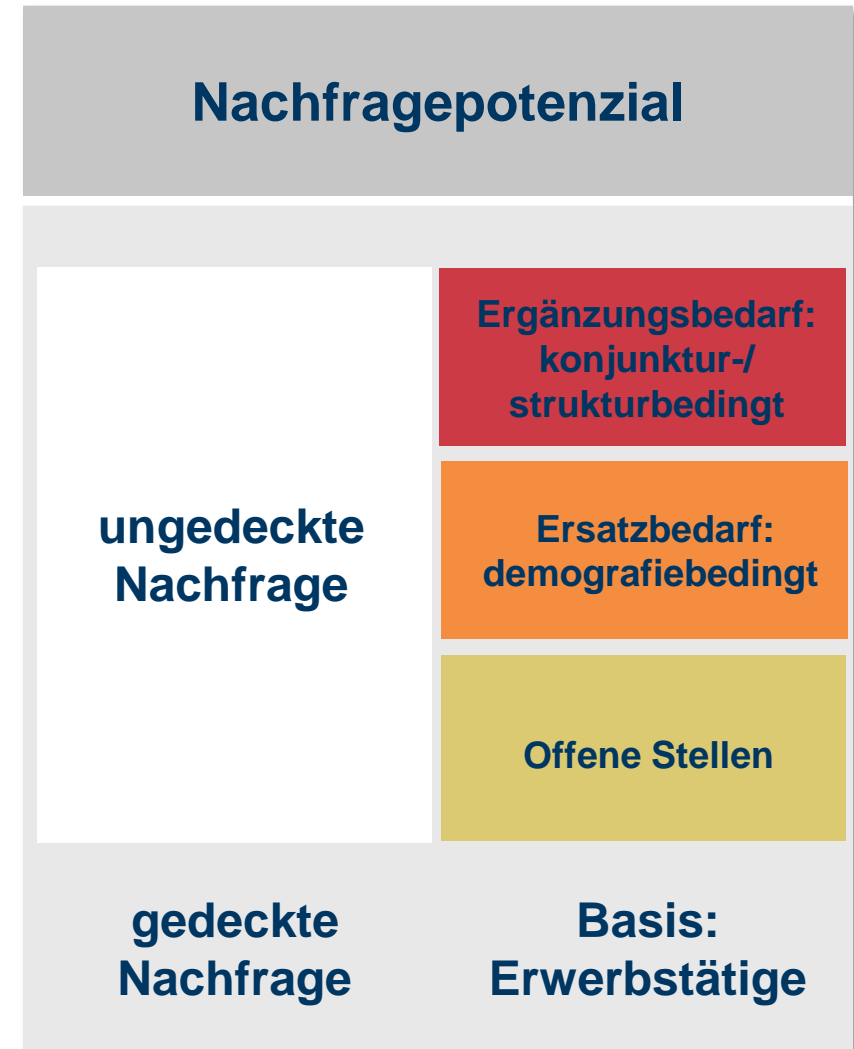 Nachfragepotenzial
ungedeckte
Nachfrage
Ergänzungsbedarf:
konjunktur-/
strukturbedingt
Ersatzbedarf:
demografiebedingt
Offene Stellen
gedeckte
Nachfrage
Basis:
Erwerbstätige